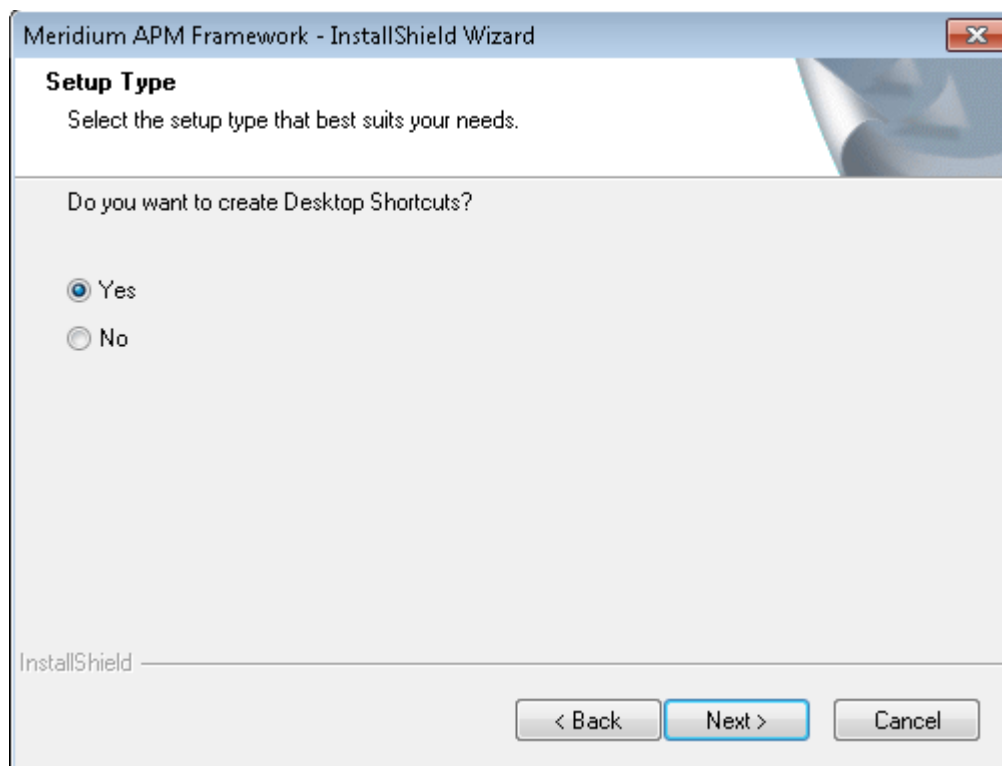 Meridium APM Framework - InstallShield Wizard
Setup Type
Select the setup type that best suits your needs.
Do you want to create Desktop Shortcuts?
Yes
No
InstallShield
< Back Next > Cancel